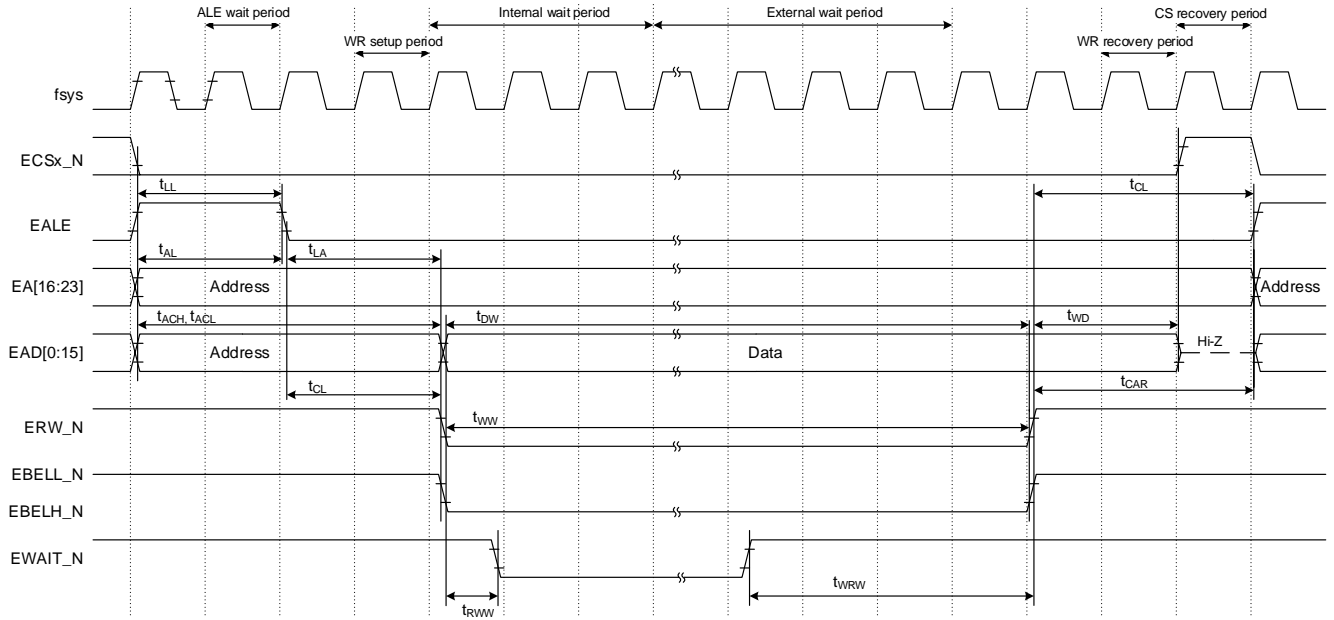 ALE wait period
Internal wait period
External wait period
CS recovery period
WR setup period
WR recovery period
fsys
ECSx_N
tLL
tCL
EALE
tAL
tLA
EA[16:23]
Address
Address
tACH, tACL
tDW
tWD
EAD[0:15]
Address
Data
Hi-Z
tCL
tCAR
ERW_N
tWW
EBELL_N
EBELH_N
EWAIT_N
tRWW
tWRW